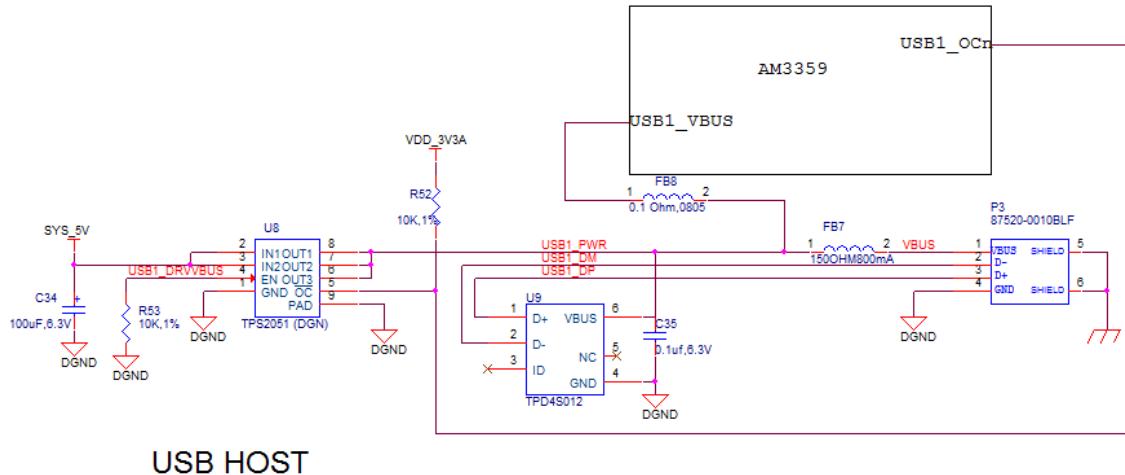 USB1_OCn
AM3359
USB1_VBUS
VDD_3V3A
FB8
1 2
0.1 Ohm,0805
R52
10K,1%
P3
87520-0010BLF
U8
SYS_5V
FB7
2 IN1 OUT1 8
3 IN2 OUT2 7
4 EN OUT3 6
1 GND OC 5
PAD 9
TPS2051 (DGN)
USB1_DRVVBUS
USB1_PWR
USB1_DM
USB1_DP
1 2
150OHM800mA
VBUS
1 VBUS SHIELD 5
2 D-
3 D+
4 GND SHIELD 6
C34
+
100uF,6.3V
R53
10K,1%
DGND
DGND
DGND
DGND
DGND
U9
1 D+ VBUS 6
2 D-
3 ID NC 5
GND 4
TPD4S012
C35
0.1uf,6.3V
DGND
USB HOST